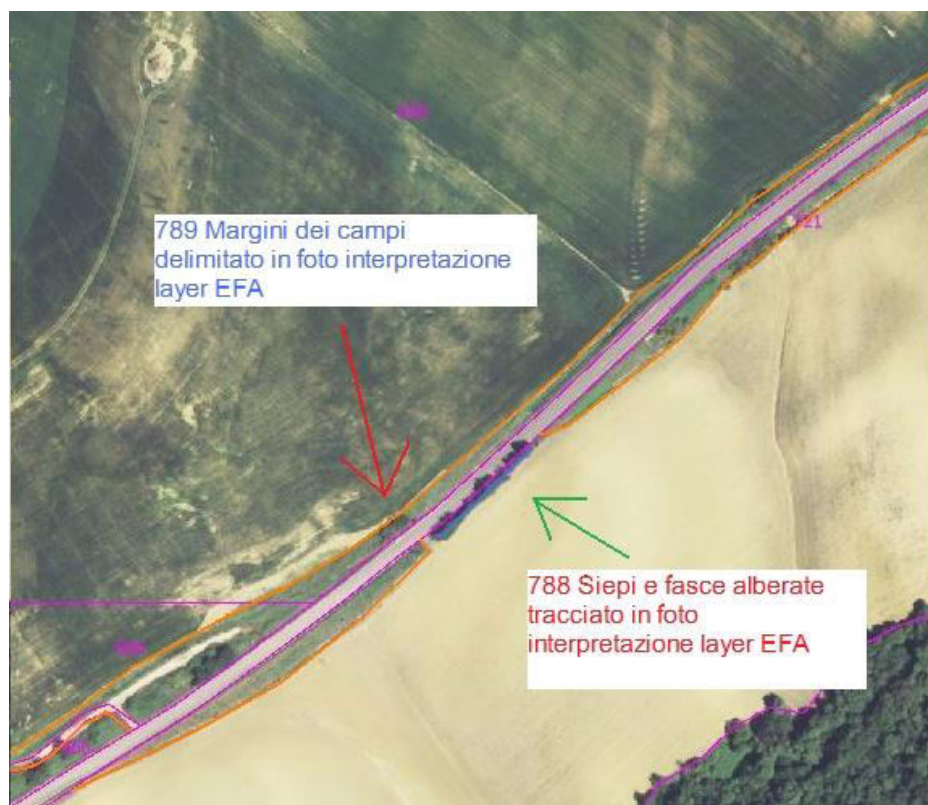 789 Margini dei campi
delimitato in foto interpretazione
layer EFA
788 Siepi e fasce alberate
tracciato in foto
interpretazione layer EFA